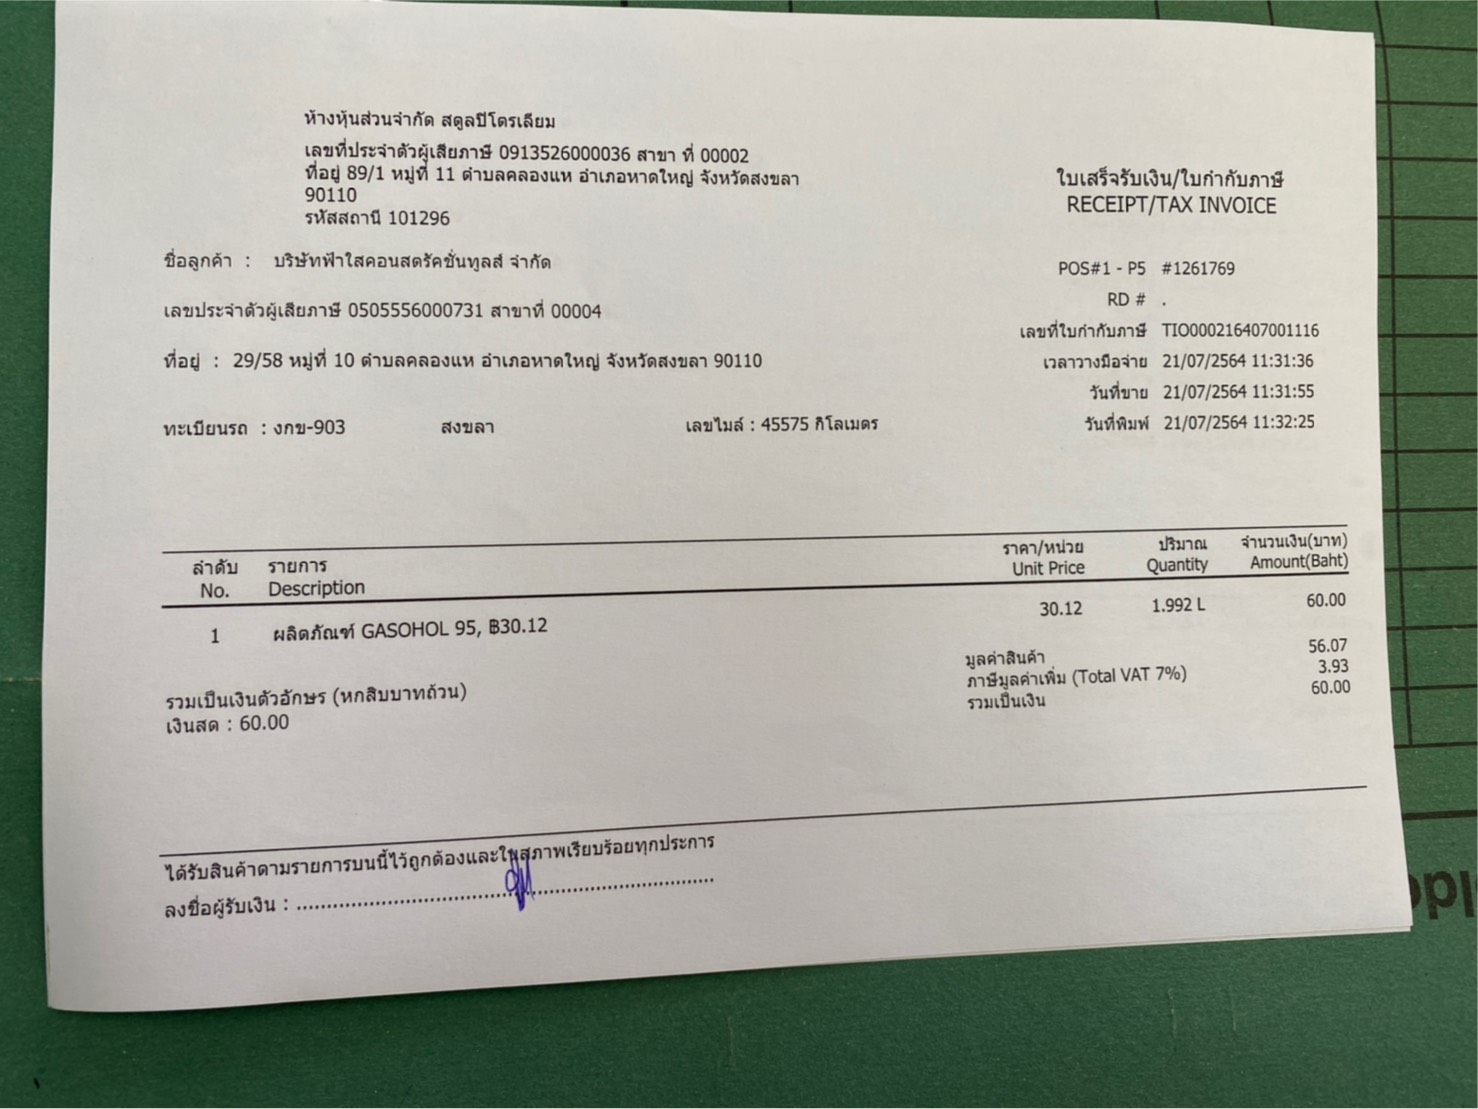 ห้างหุ้นส่วนจำกัด สตูลปิโตรเลียม
เลขที่ประจำตัวผู้เสียภาษี 0913526000036 สาขา ที่ 00002
ที่อยู่ 89/1 หมู่ที่ 11 ตำบลคลองแห อำเภอหาดใหญ่ จังหวัดสงขลา
90110
รหัสสถานี 101296
ใบเสร็จรับเงิน/ใบกำกับภาษี
RECEIPT/TAX INVOICE
ชื่อลูกค้า : บริษัทฟ้าใสคอนสตรัคชั่นทูลส์ จำกัด
POS#1 - P5 #1261769
RD # .
เลขประจำตัวผู้เสียภาษี 0505556000731 สาขาที่ 00004
เลขที่ใบกำกับภาษี TIO000216407001116
ที่อยู่ : 29/58 หมู่ที่ 10 ตำบลคลองแห อำเภอหาดใหญ่ จังหวัดสงขลา 90110
เวลาวางมือจ่าย 21/07/2564 11:31:36
วันที่ขาย 21/07/2564 11:31:55
ทะเบียนรถ : งกข-903 สงขลา เลขไมล์ : 45575 กิโลเมตร
วันที่พิมพ์ 21/07/2564 11:32:25
ลำดับ รายการ ราคา/หน่วย ปริมาณ จำนวนเงิน(บาท)
No. Description Unit Price Quantity Amount(Baht)
1 ผลิตภัณฑ์ GASOHOL 95, ฿30.12 30.12 1.992 L 60.00
มูลค่าสินค้า 56.07
ภาษีมูลค่าเพิ่ม (Total VAT 7%) 3.93
รวมเป็นเงิน 60.00
รวมเป็นเงินตัวอักษร (หกสิบบาทถ้วน)
เงินสด : 60.00
ได้รับสินค้าตามรายการบนนี้ไว้ถูกต้องและในสภาพเรียบร้อยทุกประการ
ลงชื่อผู้รับเงิน : ........................................................................